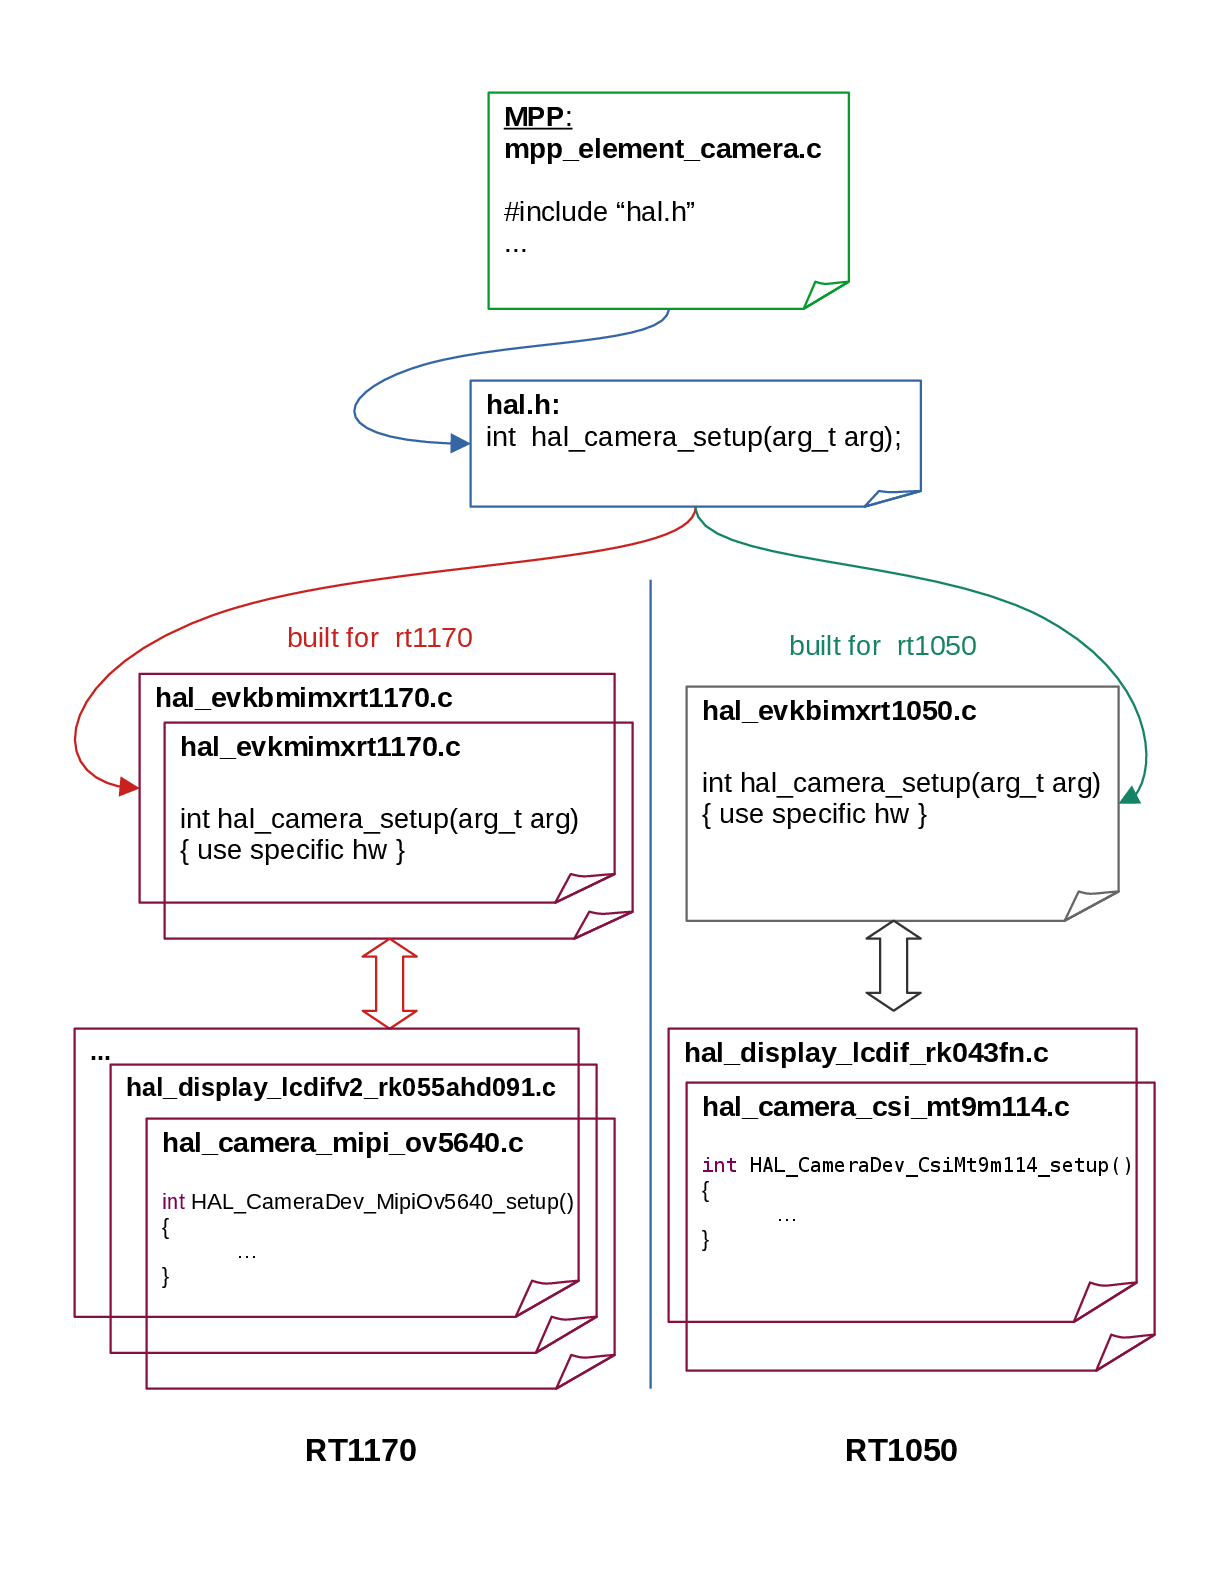 MPP:
mpp_element_camera.c
#include “hal.h”
...
hal.h:
int  hal_camera_setup(arg_t arg);
built for  rt1170
hal_evkbmimxrt1170.c
hal_evkmimxrt1170.c
int hal_camera_setup(arg_t arg)
{ use specific hw }
...
hal_display_lcdifv2_rk055ahd091.c
hal_camera_mipi_ov5640.c
int HAL_CameraDev_MipiOv5640_setup()
{
...
}
RT1170
built for  rt1050
hal_evkbimxrt1050.c
int hal_camera_setup(arg_t arg)
{ use specific hw }
hal_display_lcdif_rk043fn.c
hal_camera_csi_mt9m114.c
int HAL_CameraDev_CsiMt9m114_setup()
{
...
}
RT1050